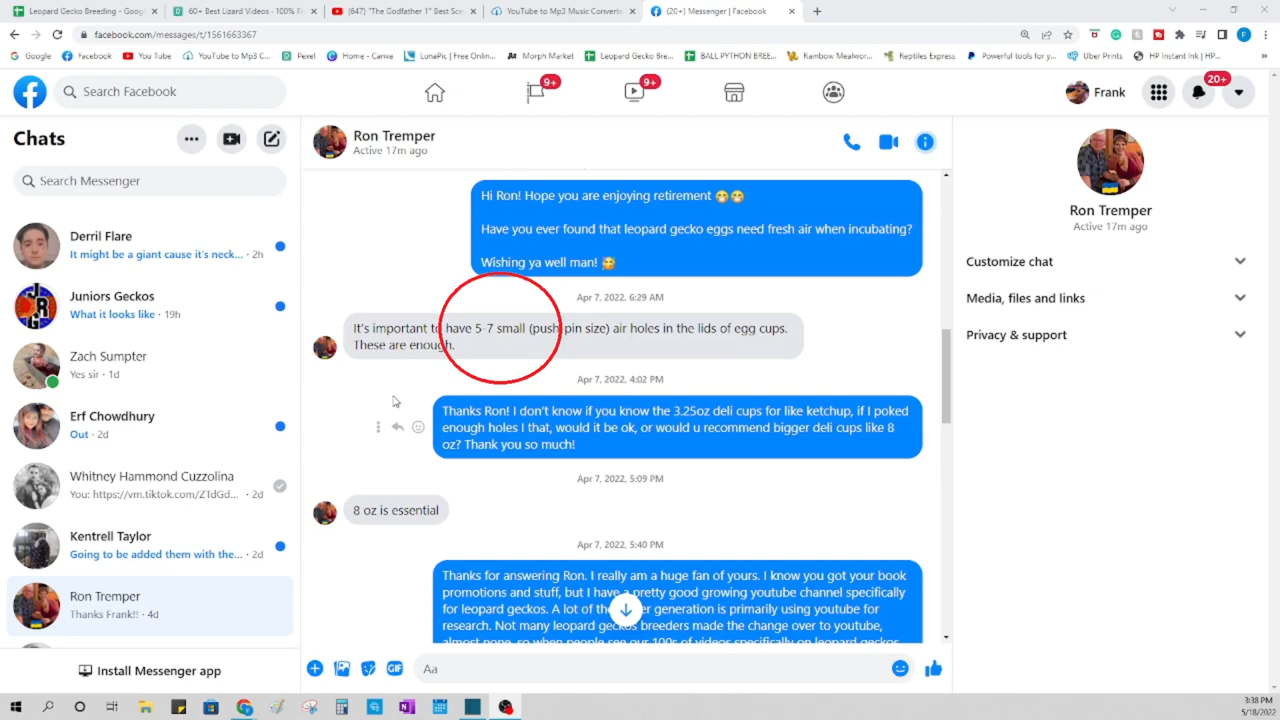 Leopard Gecko Breeding - Googl
60+ Best Lizard Videos - 100% Fr
(647) "The Godfather 1" Best Sce
YouTube to Mp3 Music Converte
(20+) Messenger | Facebook
facebook.com/messages/t/1561663367
Google
Facebook
You Tube
YouTube to Mp3 C...
Pexel
Home - Canva
LunaPic | Free Onlin...
Morph Market
Leopard Gecko Bre...
BALL PYTHON BREE...
Rainbow Mealwor...
Reptiles Express
Powerful tools for y...
Uber Prints
HP Instant Ink | HP...
Search Facebook
9+
9+
Frank
20+
Chats
Search Messenger
Derril Flare
It might be a giant cause it's neck... · 2h
Juniors Geckos
What it looks like · 19h
Zach Sumpter
Yes sir · 1d
Erf Chowdhury
Out · 2d
Whitney Hammond Cuzzolina
You: https://vm.tiktok.com/ZTdGd... · 2d
Kentrell Taylor
Going to be added them with the... · 2d
Ron Tremper
Thanks Frank!! · 4d
Install Messenger app
Ron Tremper
Active 17m ago
Hi Ron! Hope you are enjoying retirement 😁😁
Have you ever found that leopard gecko eggs need fresh air when incubating?
Wishing ya well man! 🥰
Apr 7, 2022, 6:29 AM
It's important to have 5-7 small (push pin size) air holes in the lids of egg cups.
These are enough.
Apr 7, 2022, 4:02 PM
Thanks Ron! I don't know if you know the 3.25oz deli cups for like ketchup, if I poked
enough holes I that, would it be ok, or would u recommend bigger deli cups like 8
oz? Thank you so much!
Apr 7, 2022, 5:09 PM
8 oz is essential
Apr 7, 2022, 5:40 PM
Thanks for answering Ron. I really am a huge fan of yours. I know you got your book
promotions and stuff, but I have a pretty good growing youtube channel specifically
for leopard geckos. A lot of the er generation is primarily using youtube for
research. Not many leopard geckos breeders made the change over to youtube,
almost none, so when people see our 100s of videos specifically on leopard geckos
GIF
Aa
Ron Tremper
Active 17m ago
Customize chat
Media, files and links
Privacy & support
3:38 PM
5/18/2022